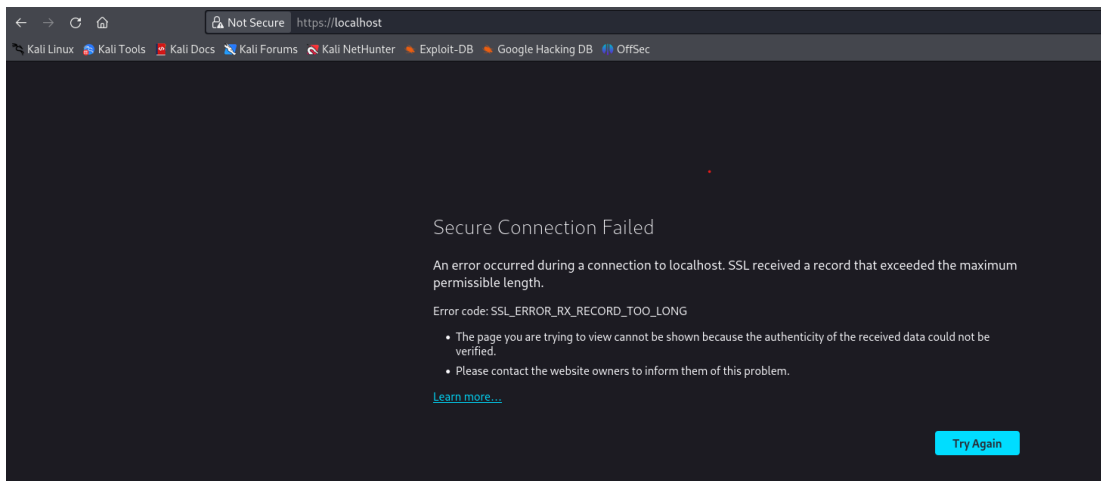 Not Secure https://localhost
Kali Linux Kali Tools Kali Docs Kali Forums Kali NetHunter Exploit-DB Google Hacking DB OffSec
Secure Connection Failed
An error occurred during a connection to localhost. SSL received a record that exceeded the maximum
permissible length.
Error code: SSL_ERROR_RX_RECORD_TOO_LONG
• The page you are trying to view cannot be shown because the authenticity of the received data could not be
verified.
• Please contact the website owners to inform them of this problem.
Learn more…
Try Again